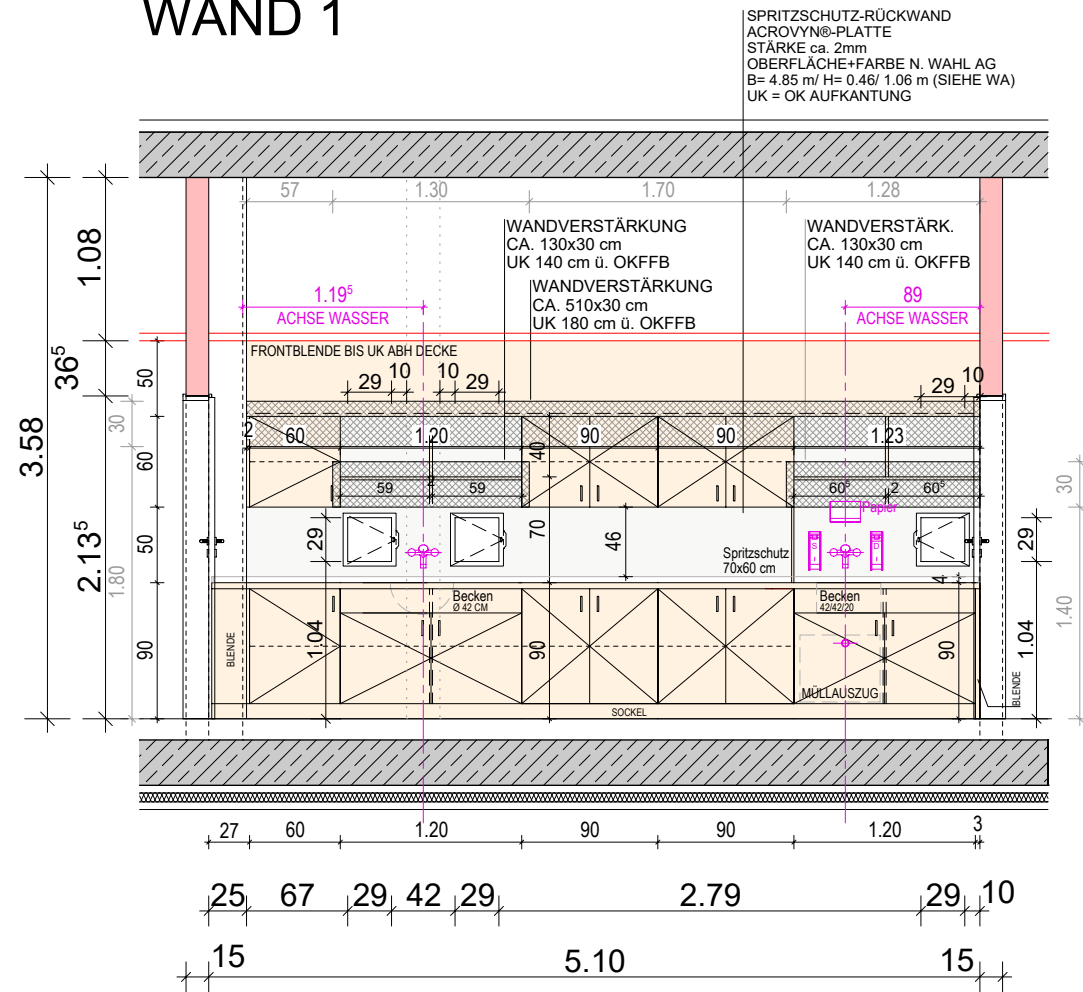 WAND 1
SPRITZSCHUTZ-RÜCKWAND
ACROVYN®-PLATTE
STÄRKE ca. 2mm
OBERFLÄCHE+FARBE N. WAHL AG
B= 4.85 m/ H= 0.46/ 1.06 m (SIEHE WA)
UK = OK AUFKANTUNG
57 1.30 1.70 1.28
WANDVERSTÄRKUNG
CA. 130x30 cm
UK 140 cm ü. OKFFB
WANDVERSTÄRK.
CA. 130x30 cm
UK 140 cm ü. OKFFB
WANDVERSTÄRKUNG
CA. 510x30 cm
UK 180 cm ü. OKFFB
1.19⁵
ACHSE WASSER
89
ACHSE WASSER
3.58
1.08
36⁵
2.13⁵
50
60
50
90
30
1.80
FRONTBLENDE BIS UK ABH DECKE
29 10 10 29
29 10
2 60 1.20 90 90 1.23
40
59 2 59
60⁵ 2 60⁵
Papier
30
29
70
46
S
D
29
Spritzschutz
70x60 cm
4
1.40
Becken
Ø 42 CM
Becken
42/42/20
BLENDE
1.04
90
90
1.04
MÜLLAUSZUG
BLENDE
SOCKEL
27 60 1.20 90 90 1.20 3
25 67 29 42 29 2.79 29 10
15 5.10 15